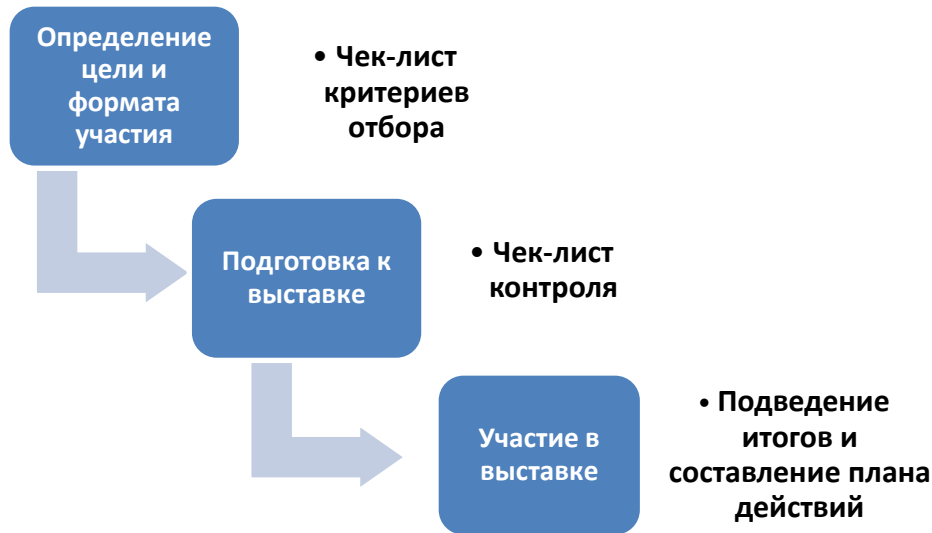 Определение
цели и
формата
участия
• Чек-лист
критериев
отбора
Подготовка к
выставке
• Чек-лист
контроля
Участие в
выставке
• Подведение
итогов и
составление плана
действий